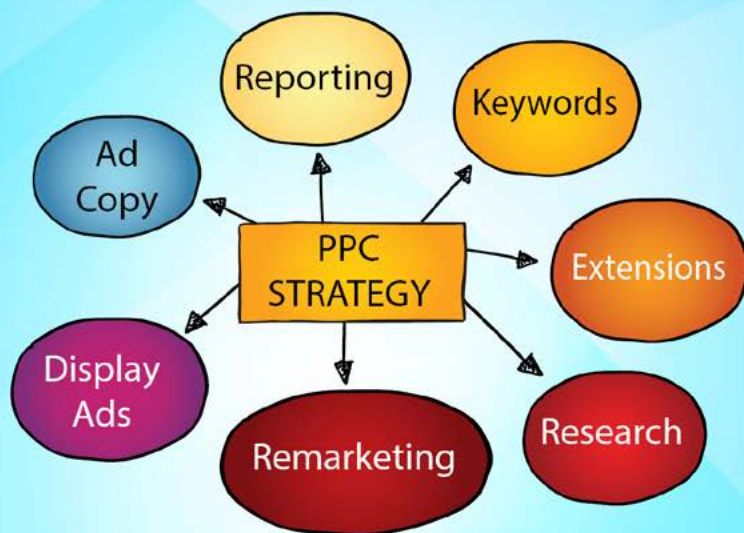 Reporting
Keywords
Ad
Copy
PPC
STRATEGY
Extensions
Display
Ads
Remarketing
Research